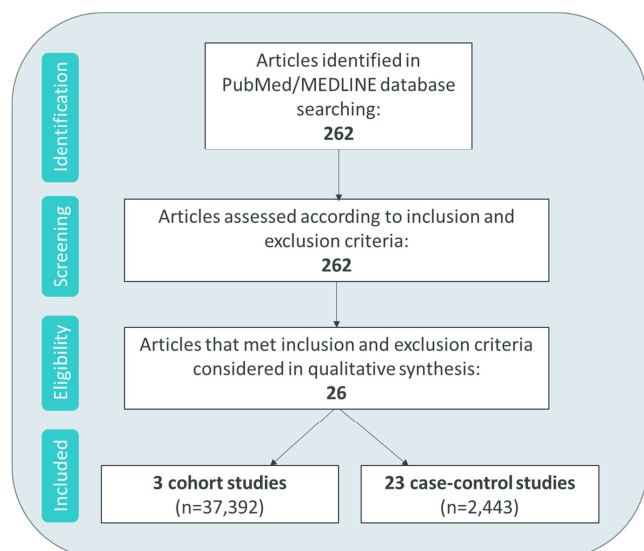 Identification
Articles identified in
PubMed/MEDLINE database
searching:
262
Screening
Articles assessed according to inclusion and
exclusion criteria:
262
Eligibility
Articles that met inclusion and exclusion criteria
considered in qualitative synthesis:
26
Included
3 cohort studies
(n=37,392)
23 case-control studies
(n=2,443)